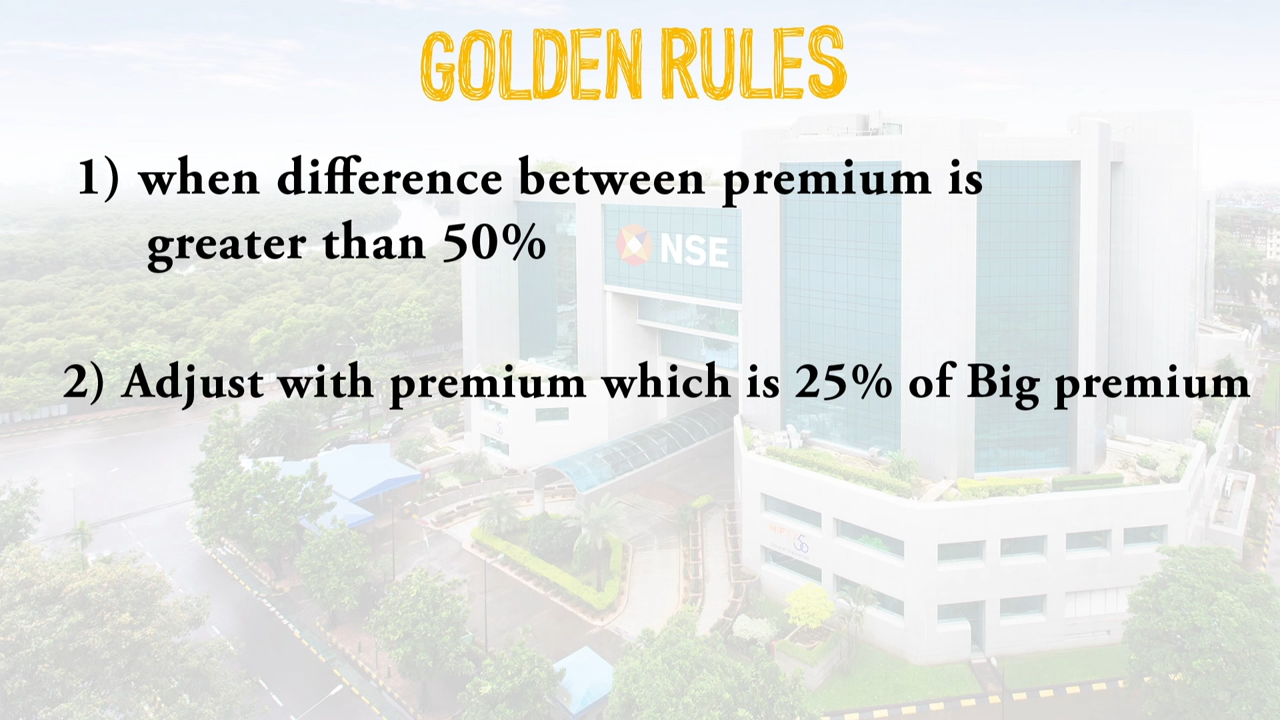 GOLDEN RULES
1) when difference between premium is
greater than 50%
NSE
2) Adjust with premium which is 25% of Big premium